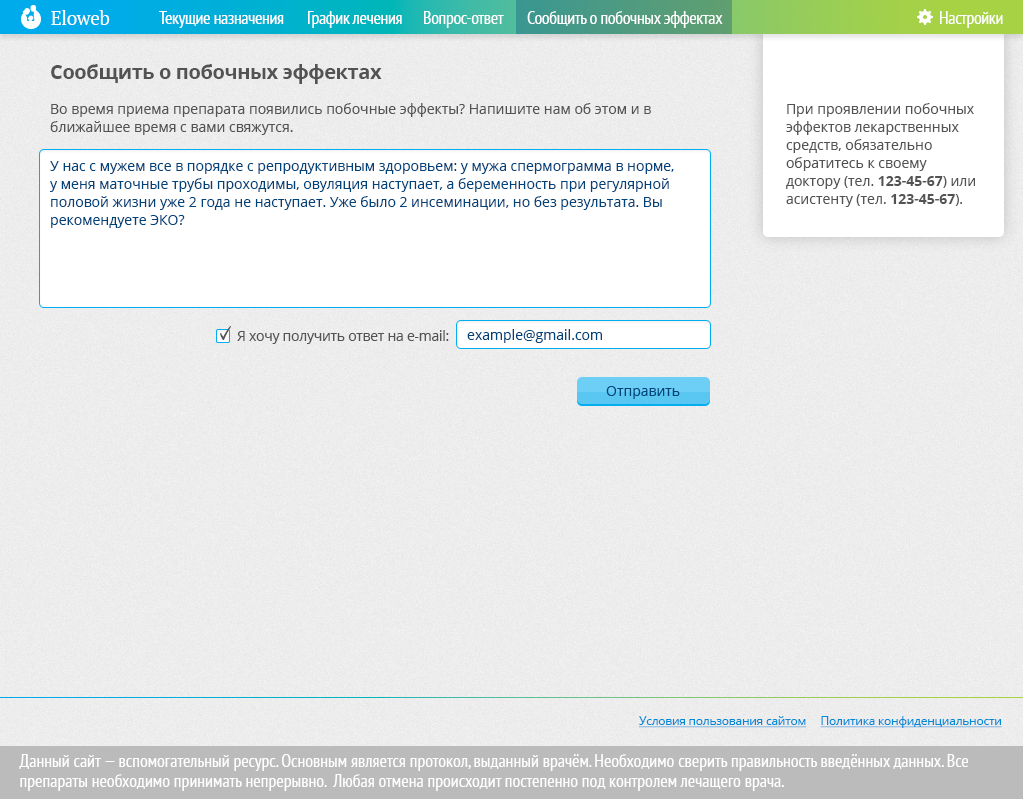 Eloweb
Текущие назначения
График лечения
Вопрос-ответ
Сообщить о побочных эффектах
Настройки
Сообщить о побочных эффектах
Во время приема препарата появились побочные эффекты? Напишите нам об этом и в
ближайшее время с вами свяжутся.
У нас с мужем все в порядке с репродуктивным здоровьем: у мужа спермограмма в норме,
у меня маточные трубы проходимы, овуляция наступает, а беременность при регулярной
половой жизни уже 2 года не наступает. Уже было 2 инсеминации, но без результата. Вы
рекомендуете ЭКО?
Я хочу получить ответ на e-mail:
example@gmail.com
Отправить
При проявлении побочных
эффектов лекарственных
средств, обязательно
обратитесь к своему
доктору (тел. 123-45-67) или
асистенту (тел. 123-45-67).
Условия пользования сайтом
Политика конфиденциальности
Данный сайт — вспомогательный ресурс. Основным является протокол, выданный врачём. Необходимо сверить правильность введённых данных. Все
препараты необходимо принимать непрерывно. Любая отмена происходит постепенно под контролем лечащего врача.